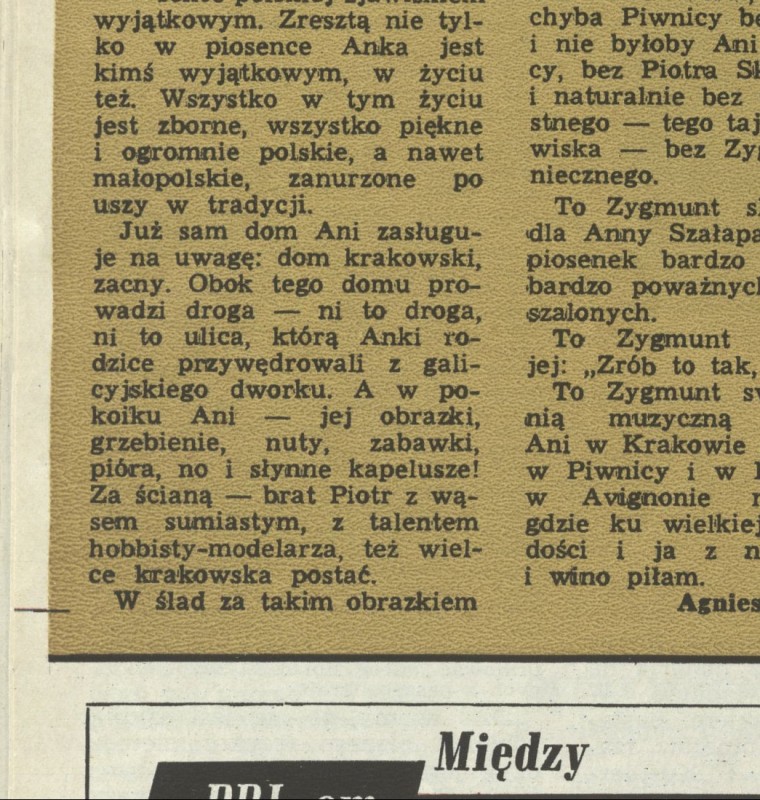 wyjątkowym. Zresztą nie tyl-
ko w piosence Anka jest
kimś wyjątkowym, w życiu
też. Wszystko w tym życiu
jest zborne, wszystko piękne
i ogromnie polskie, a nawet
małopolskie, zanurzone po
uszy w tradycji.
Już sam dom Ani zasługu-
je na uwagę: dom krakowski,
zacny. Obok tego domu pro-
wadzi droga — ni to droga,
ni to ulica, którą Anki ro-
dzice przywędrowali z gali-
cyjskiego dworku. A w po-
koiku Ani — jej obrazki,
grzebienie, nuty, zabawki,
pióra, no i słynne kapelusze!
Za ścianą — brat Piotr z wą-
sem sumiastym, z talentem
hobbisty-modelarza, też wiel-
ce krakowska postać.
W ślad za takim obrazkiem
chyba Piwnicy be
i nie byłoby Ani
cy, bez Piotra Sk
i naturalnie bez
stnego — tego taj
wiska — bez Zyg
niecznego.
To Zygmunt sk
dla Anny Szałapa
piosenek bardzo
bardzo poważnych
szalonych.
To Zygmunt
jej: „Zrób to tak,
To Zygmunt sw
nią muzyczną
Ani w Krakowie
w Piwnicy i w
w Avignonie
gdzie ku wielkiej
dości i ja z n
i wino piłam.
Agnies
Między